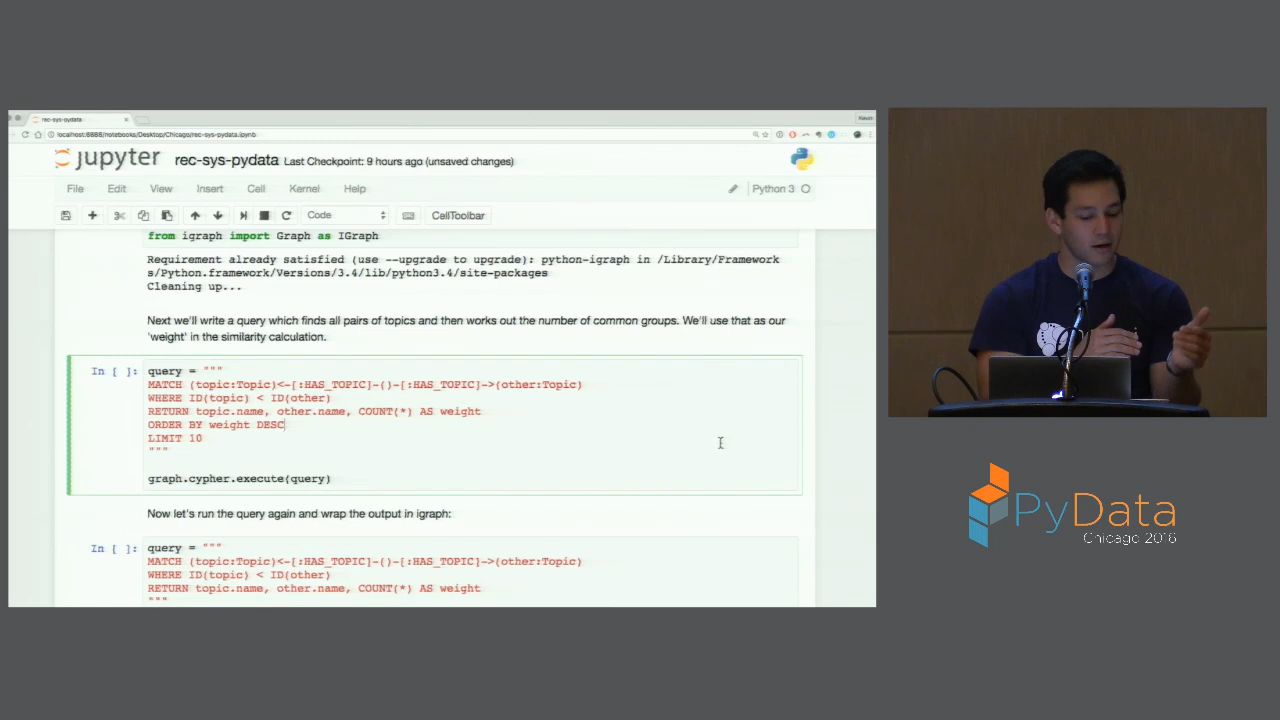 rec-sys-pydata
Kevin
localhost:8888/notebooks/Desktop/Chicago/rec-sys-pydata.ipynb
jupyter rec-sys-pydata Last Checkpoint: 9 hours ago (unsaved changes)
File Edit View Insert Cell Kernel Help Python 3
Code CellToolbar
from igraph import Graph as IGraph
Requirement already satisfied (use --upgrade to upgrade): python-igraph in /Library/Framework
s/Python.framework/Versions/3.4/lib/python3.4/site-packages
Cleaning up...
Next we'll write a query which finds all pairs of topics and then works out the number of common groups. We'll use that as our
'weight' in the similarity calculation.
In [ ]: query = """
MATCH (topic:Topic)<-[:HAS_TOPIC]-()-[:HAS_TOPIC]->(other:Topic)
WHERE ID(topic) < ID(other)
RETURN topic.name, other.name, COUNT(*) AS weight
ORDER BY weight DESC
LIMIT 10
"""
graph.cypher.execute(query)
Now let's run the query again and wrap the output in igraph:
In [ ]: query = """
MATCH (topic:Topic)<-[:HAS_TOPIC]-()-[:HAS_TOPIC]->(other:Topic)
WHERE ID(topic) < ID(other)
RETURN topic.name, other.name, COUNT(*) AS weight
"""
PyData
Chicago 2016